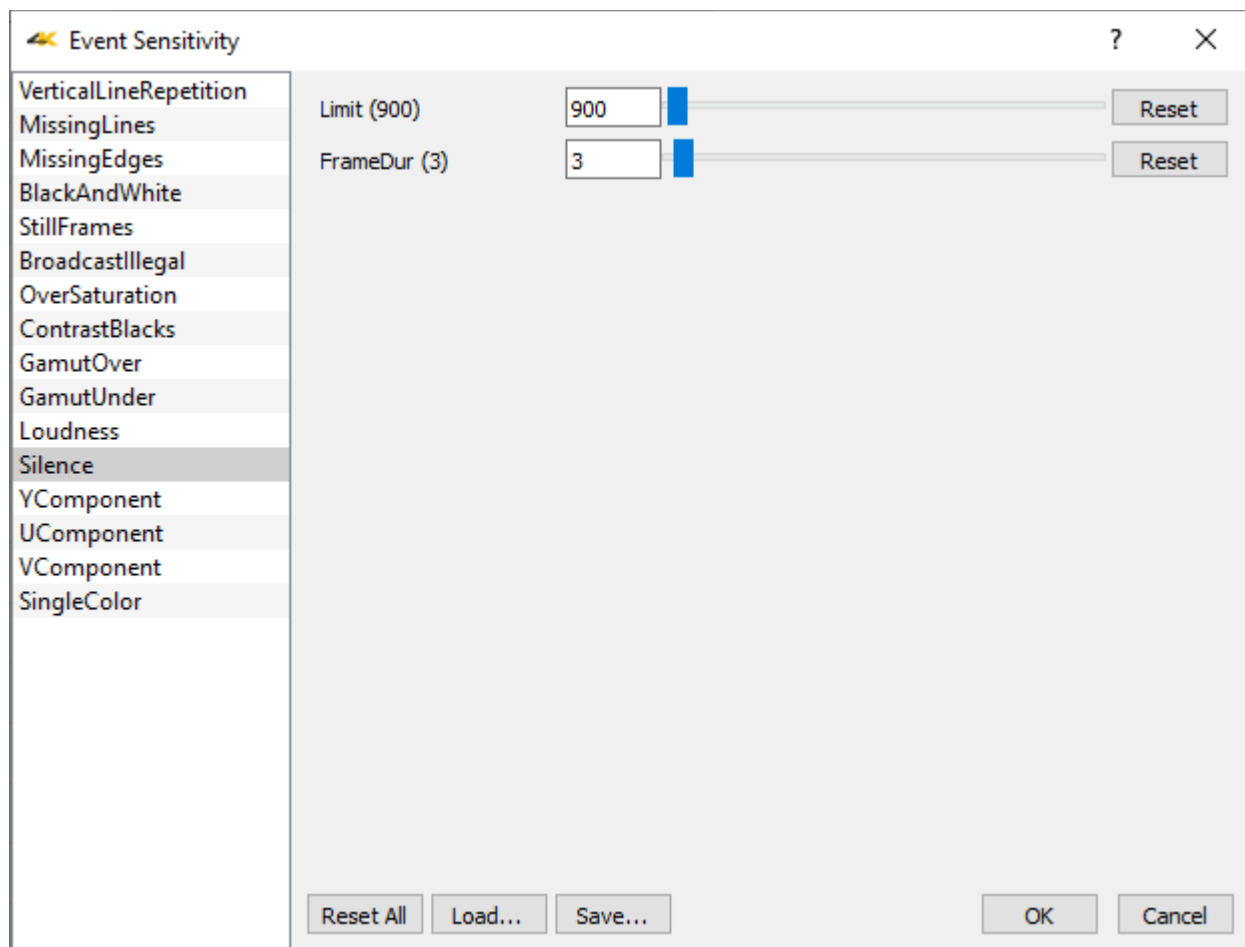 4K Event Sensitivity ? ×
VerticalLineRepetition
MissingLines
MissingEdges
BlackAndWhite
StillFrames
BroadcastIllegal
OverSaturation
ContrastBlacks
GamutOver
GamutUnder
Loudness
Silence
YComponent
UComponent
VComponent
SingleColor
Limit (900) 900 Reset
FrameDur (3) 3 Reset
Reset All Load... Save... OK Cancel